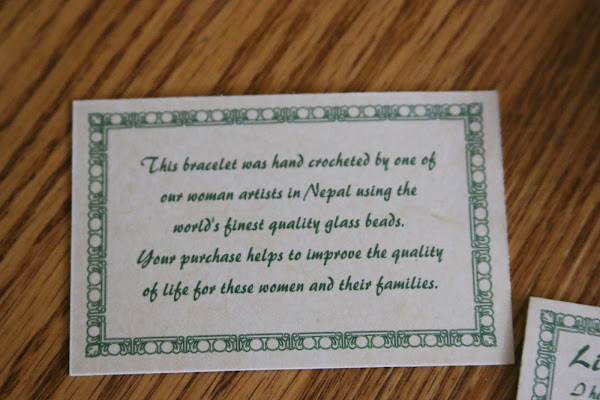 This bracelet was hand crocheted by one of
our woman artists in Nepal using the
world's finest quality glass beads.
Your purchase helps to improve the quality
of life for these women and their families.
I